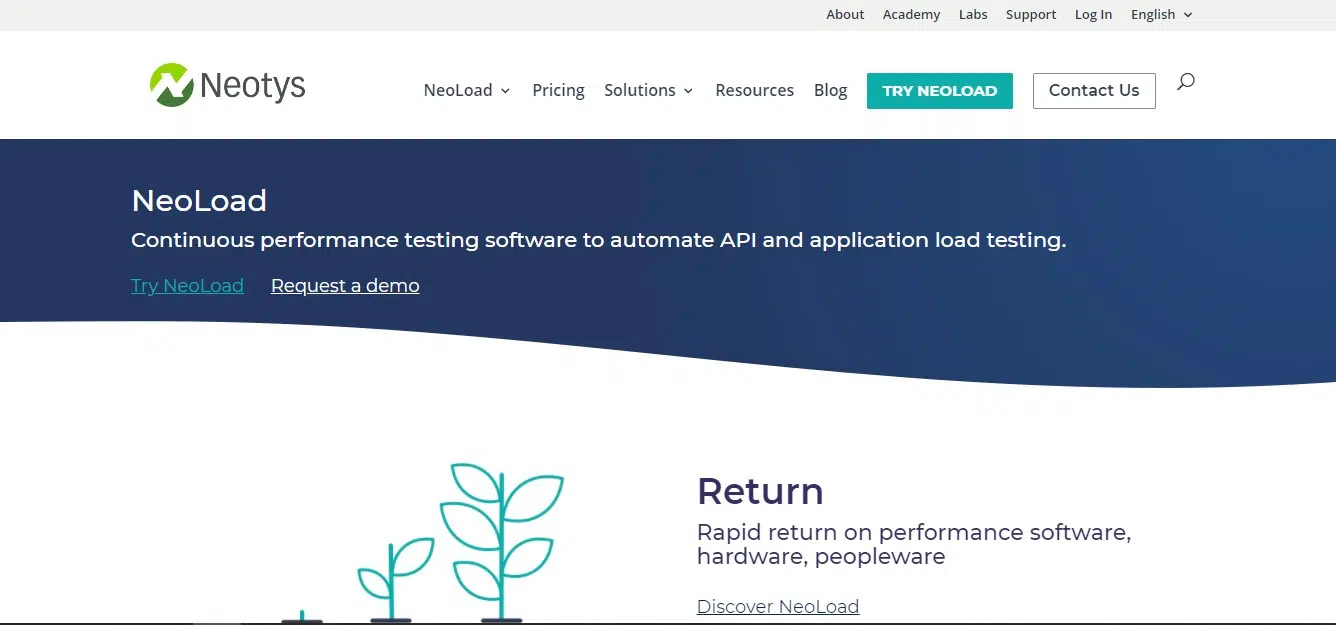 About Academy Labs Support Log In English
Neotys
NeoLoad Pricing Solutions Resources Blog TRY NEOLOAD Contact Us
NeoLoad
Continuous performance testing software to automate API and application load testing.
Try NeoLoad Request a demo
Return
Rapid return on performance software,
hardware, peopleware
Discover NeoLoad